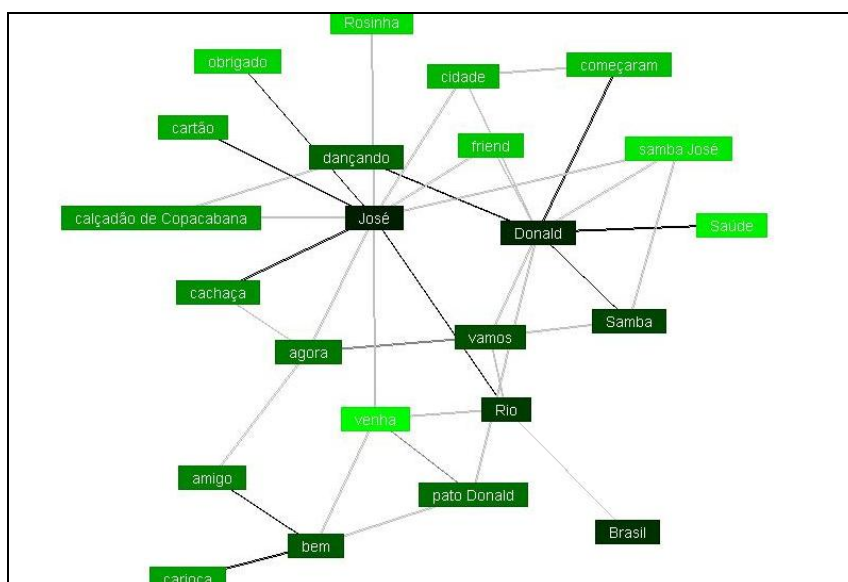 Rosinha
obrigado
cidade
começaram
cartão
friend
samba José
dançando
calçadão de Copacabana
José
Donald
Saúde
cachaça
Samba
agora
vamos
venha
Rio
amigo
pato Donald
Brasil
bem
carioca